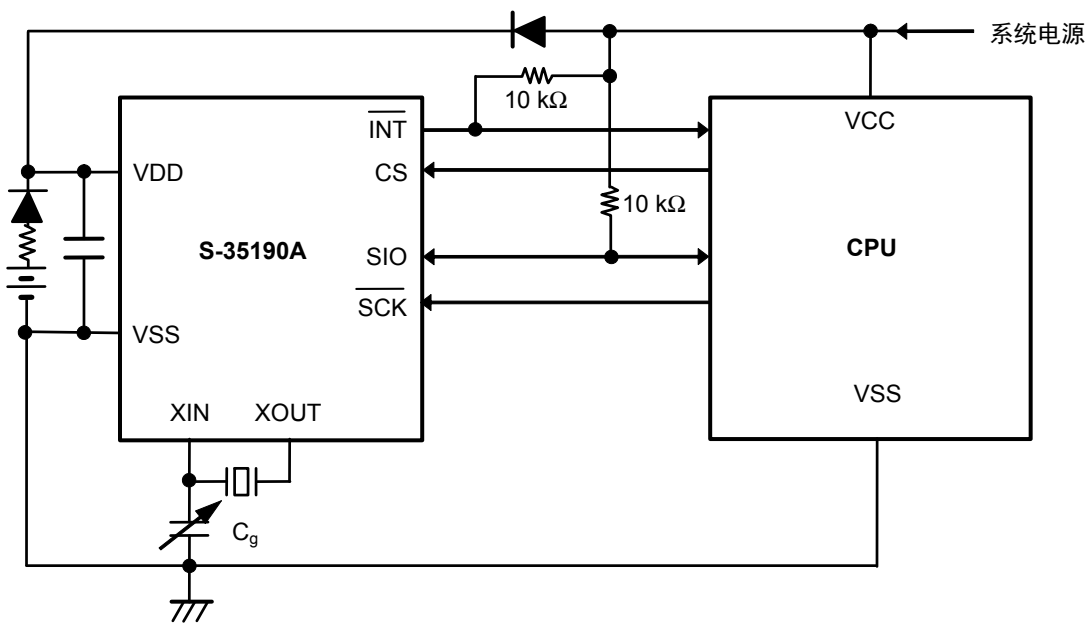 系统电源
10 kΩ
INT
VCC
VDD
CS
10 kΩ
S-35190A
SIO
CPU
SCK
VSS
VSS
XIN XOUT
Cg